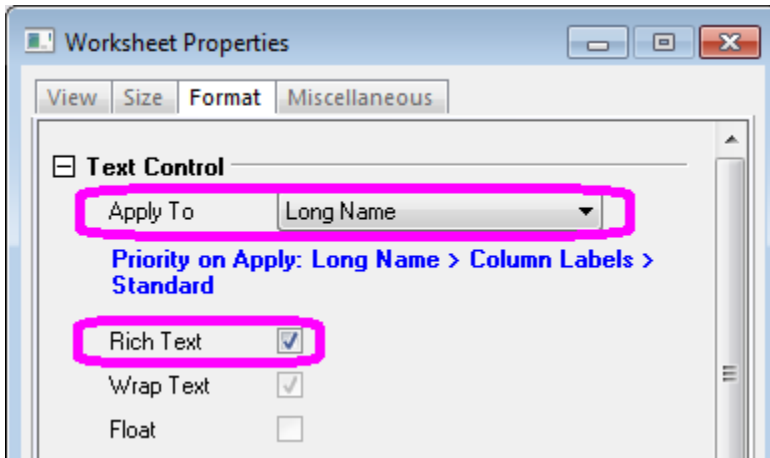 Worksheet Properties
View Size Format Miscellaneous
Text Control
Apply To Long Name
Priority on Apply: Long Name > Column Labels >
Standard
Rich Text
Wrap Text
Float